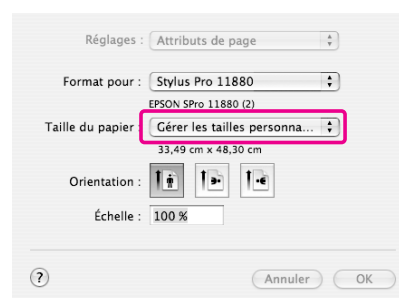 Réglages : Attributs de page
Format pour : Stylus Pro 11880
EPSON SPro 11880 (2)
Taille du papier : Gérer les tailles personna...
33,49 cm x 48,30 cm
Orientation :
Échelle : 100 %
? Annuler OK